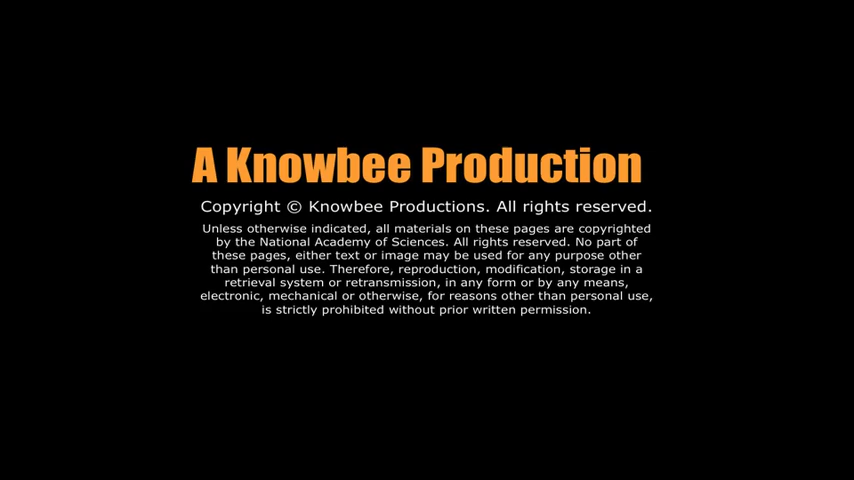 A Knowbee Production
Copyright © Knowbee Productions. All rights reserved.
Unless otherwise indicated, all materials on these pages are copyrighted
by the National Academy of Sciences. All rights reserved. No part of
these pages, either text or image may be used for any purpose other
than personal use. Therefore, reproduction, modification, storage in a
retrieval system or retransmission, in any form or by any means,
electronic, mechanical or otherwise, for reasons other than personal use,
is strictly prohibited without prior written permission.